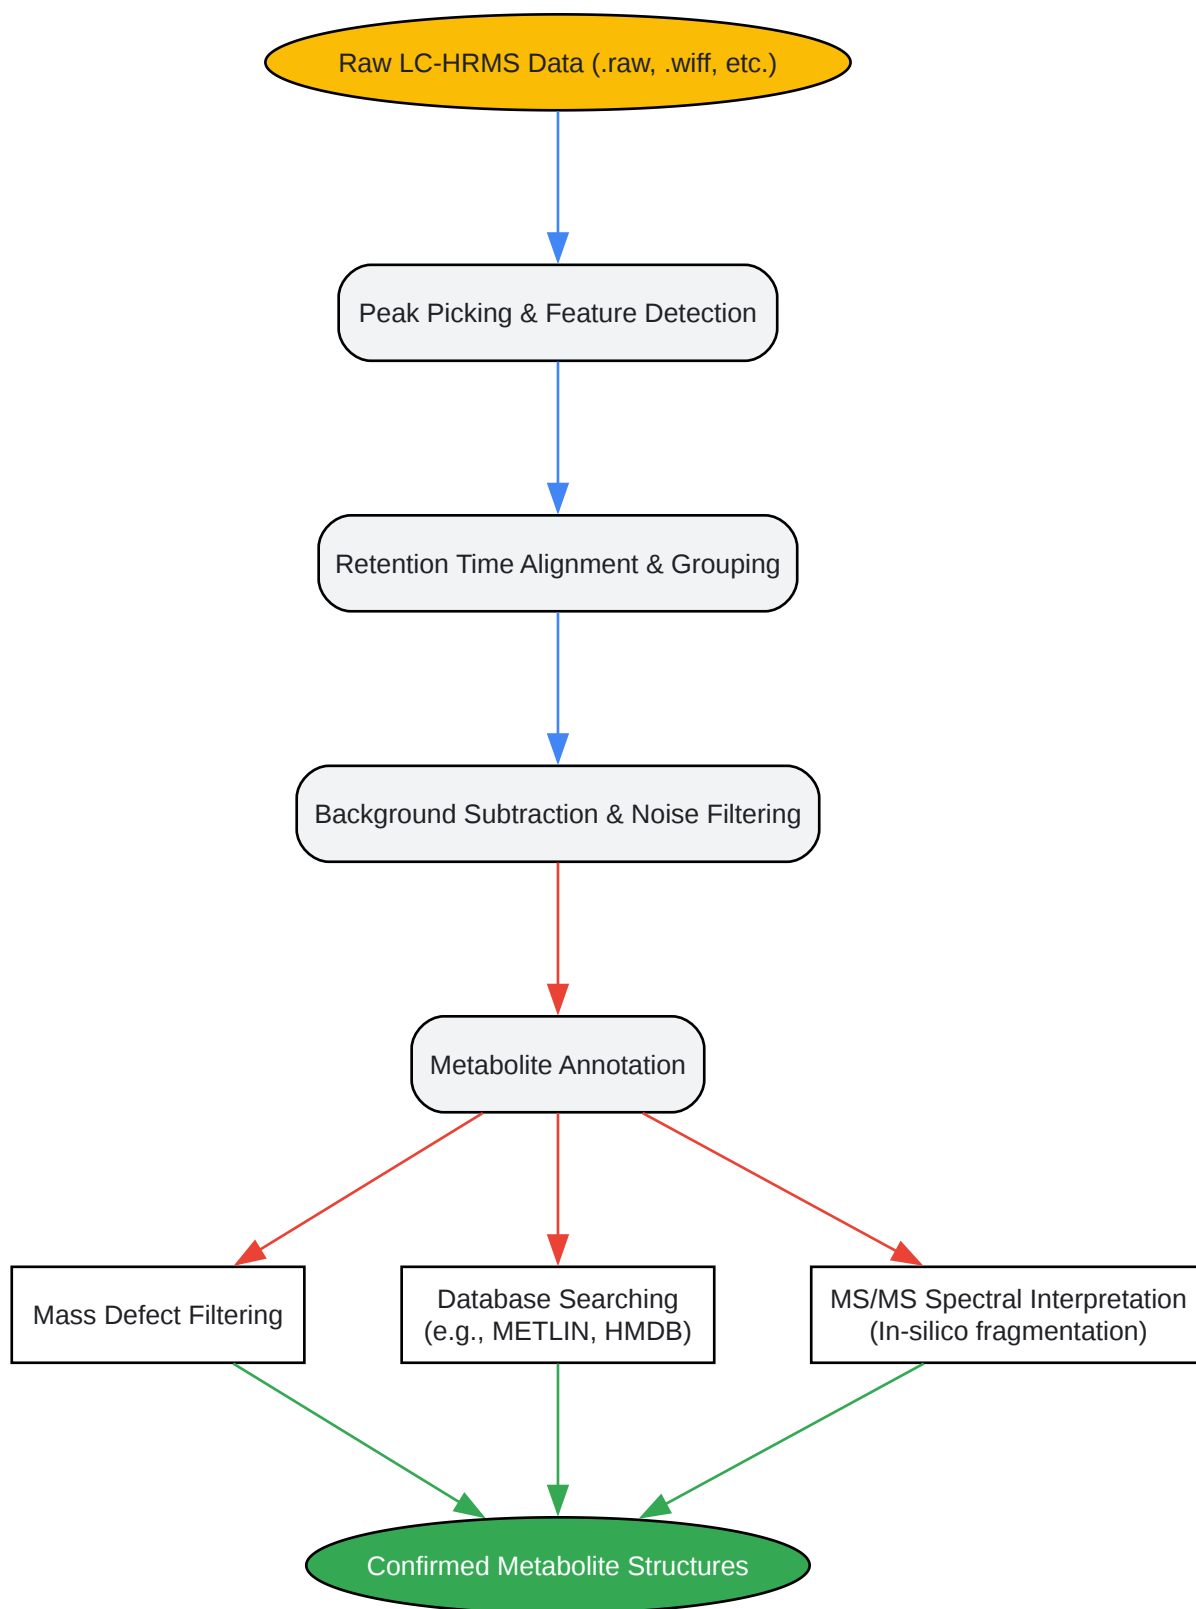 Raw LC-HRMS Data (.raw, .wiff, etc.)
Peak Picking & Feature Detection
Retention Time Alignment & Grouping
Background Subtraction & Noise Filtering
Metabolite Annotation
Mass Defect Filtering
Database Searching
(e.g., METLIN, HMDB)
MS/MS Spectral Interpretation
(In-silico fragmentation)
Confirmed Metabolite Structures